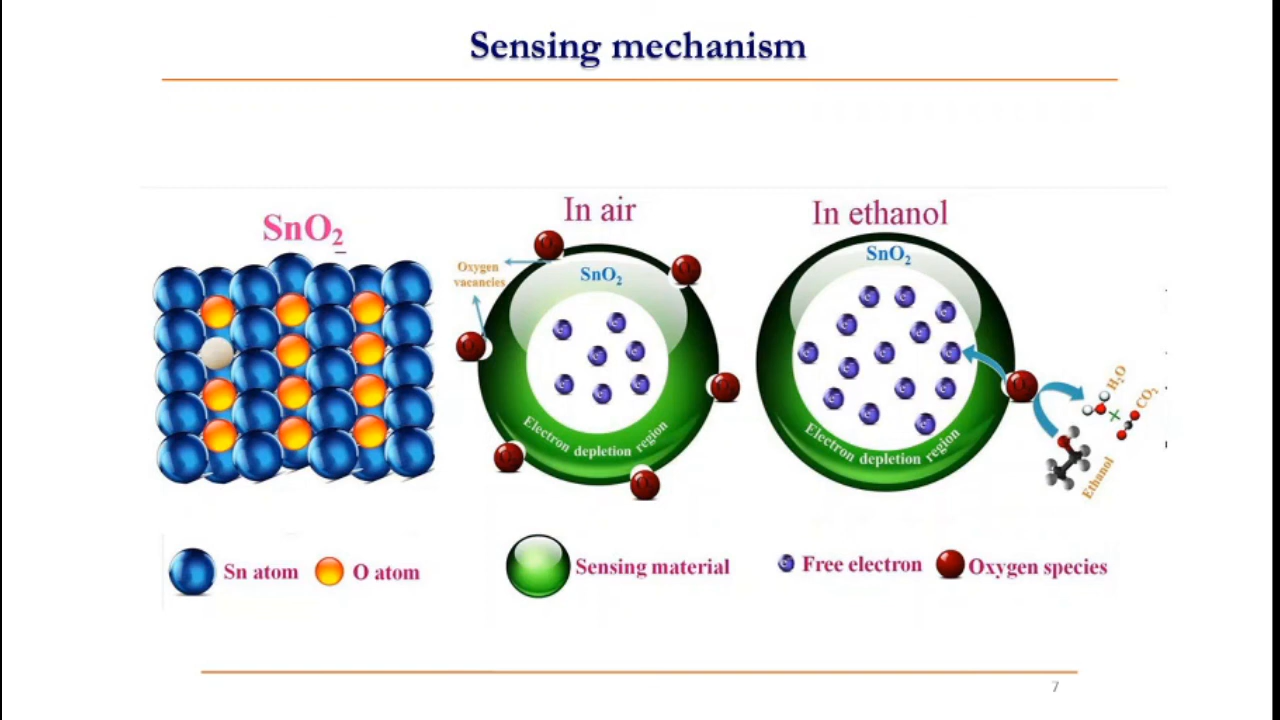 Sensing mechanism
SnO2
In air
In ethanol
Oxygen
vacancies
SnO2
SnO2
Electron depletion region
Electron depletion region
H2O
+
CO2
Ethanol
Sn atom
O atom
Sensing material
Free electron
Oxygen species
7